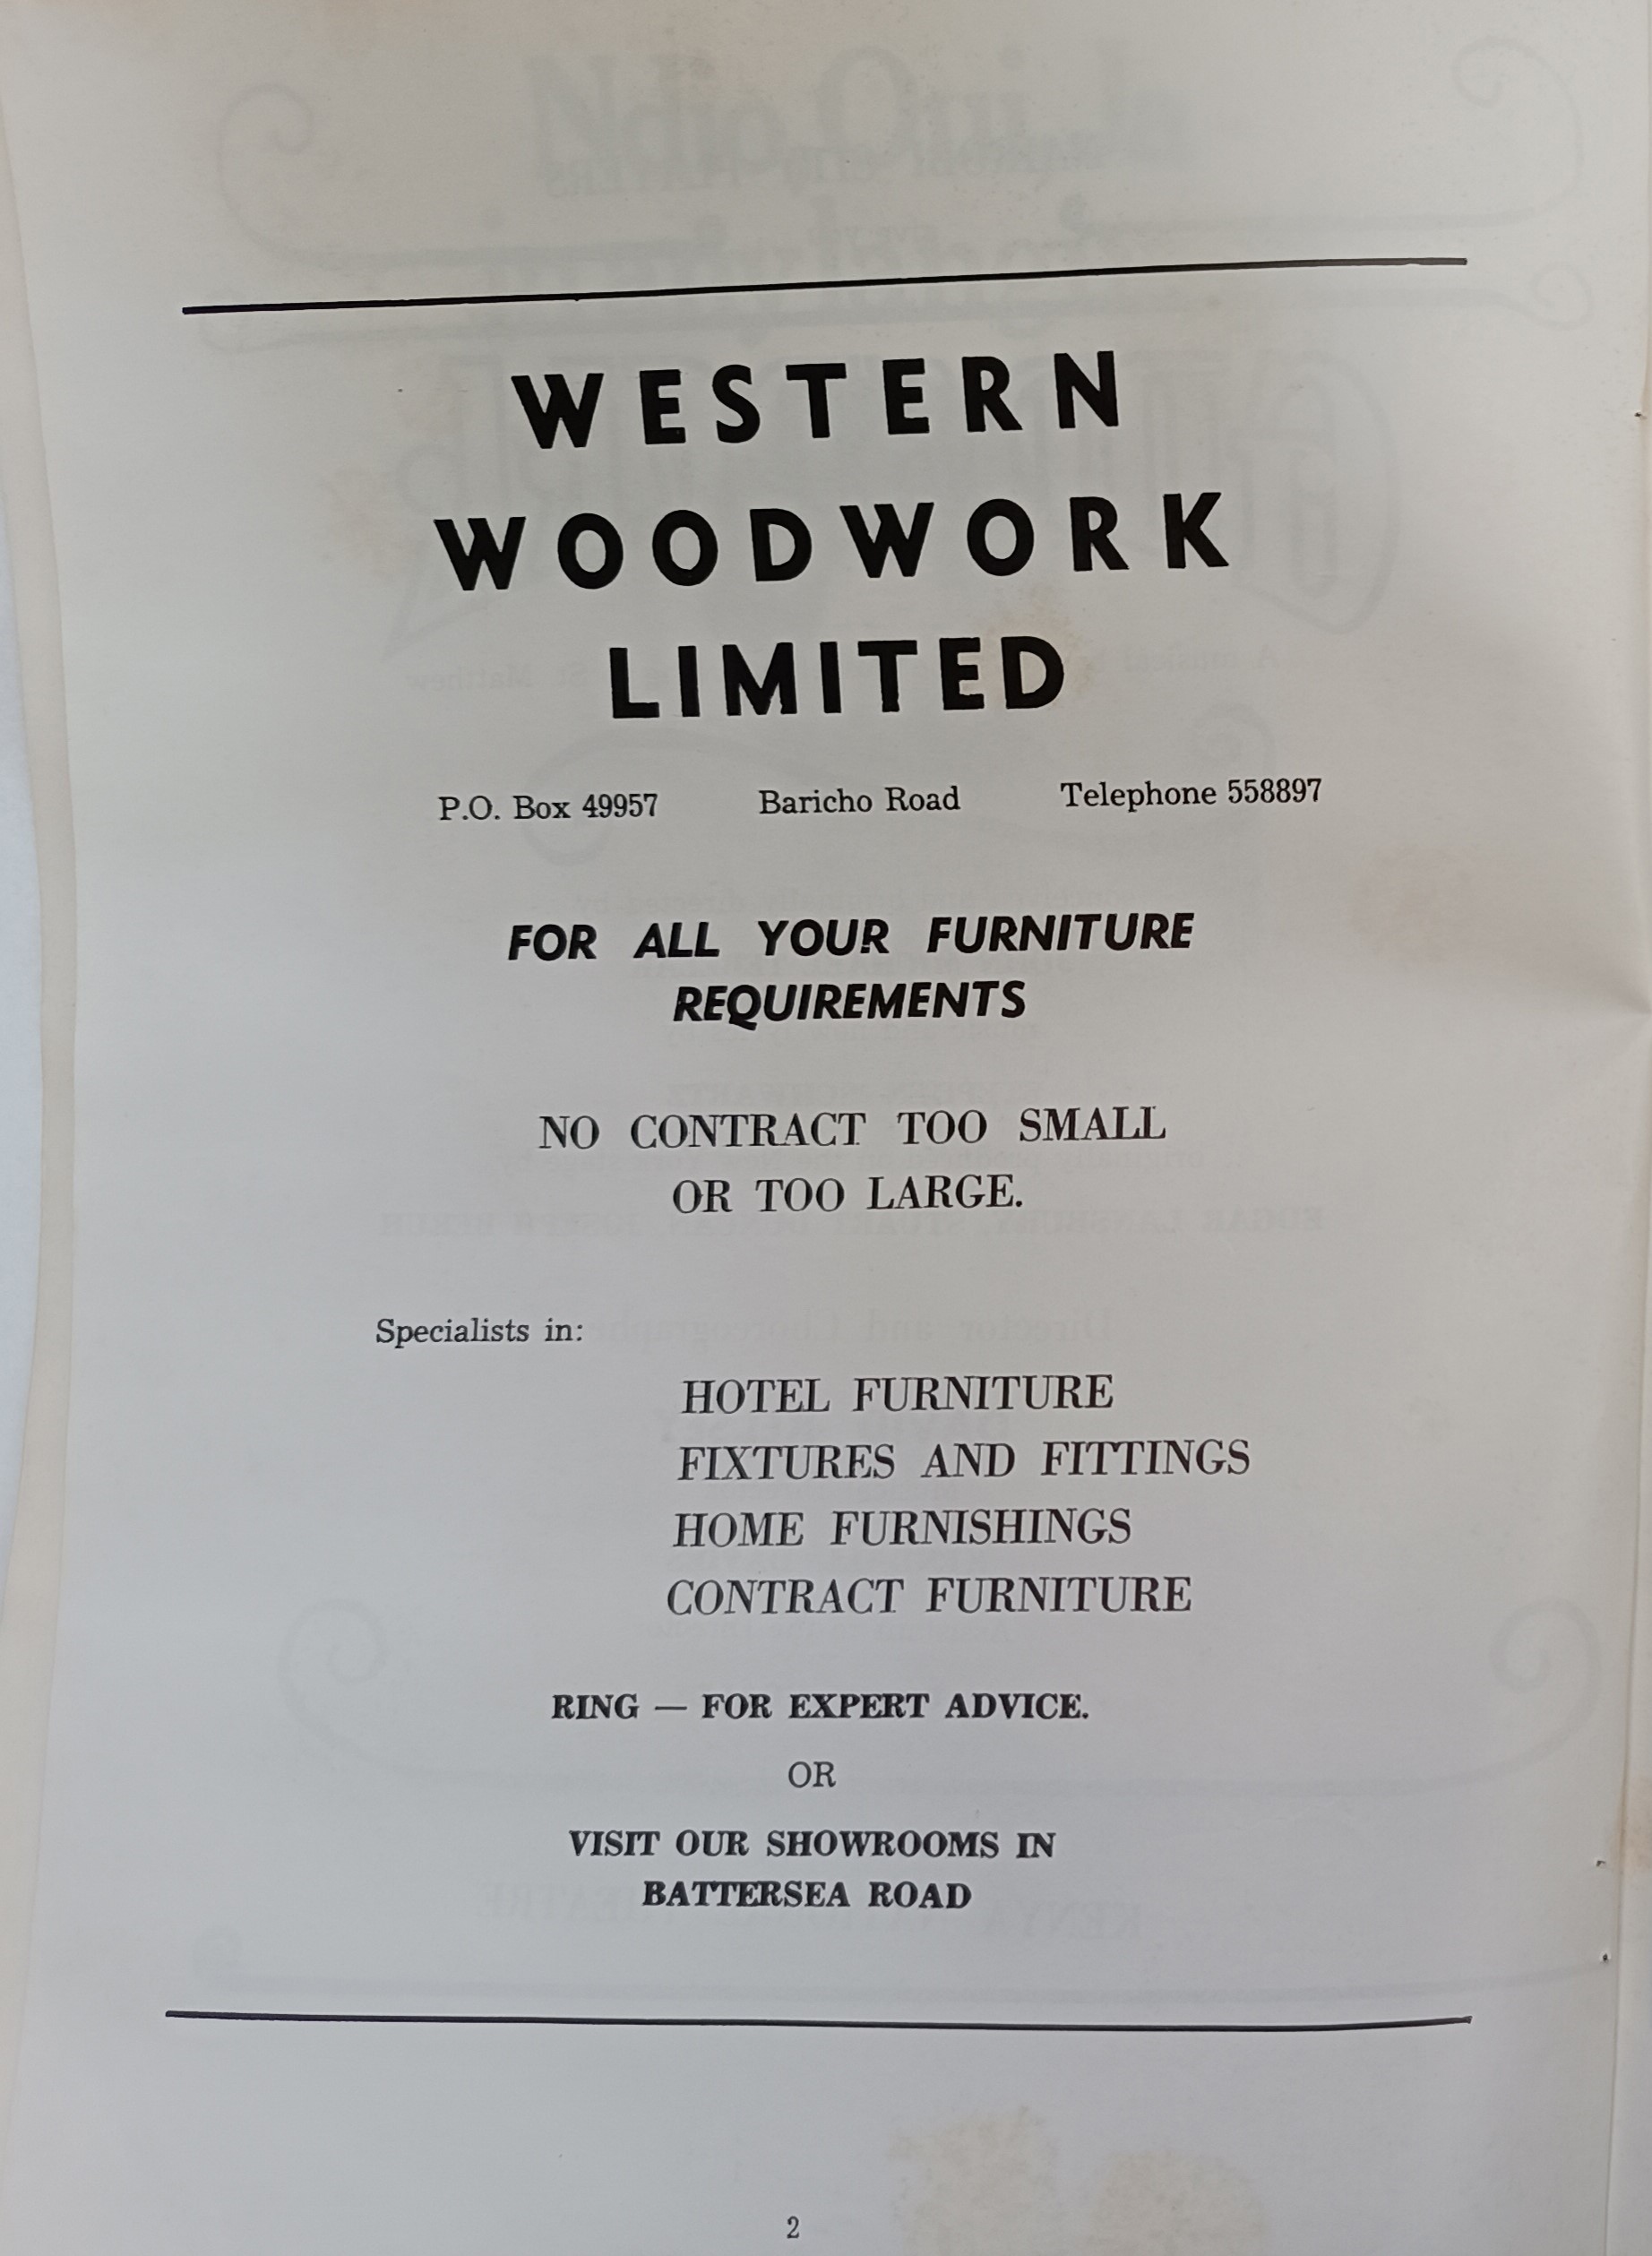 WESTERN
WOODWORK
LIMITED
P.O. Box 49957 Baricho Road Telephone 558897
FOR ALL YOUR FURNITURE
REQUIREMENTS
NO CONTRACT TOO SMALL
OR TOO LARGE.
Specialists in:
HOTEL FURNITURE
FIXTURES AND FITTINGS
HOME FURNISHINGS
CONTRACT FURNITURE
RING — FOR EXPERT ADVICE.
OR
VISIT OUR SHOWROOMS IN
BATTERSEA ROAD
2